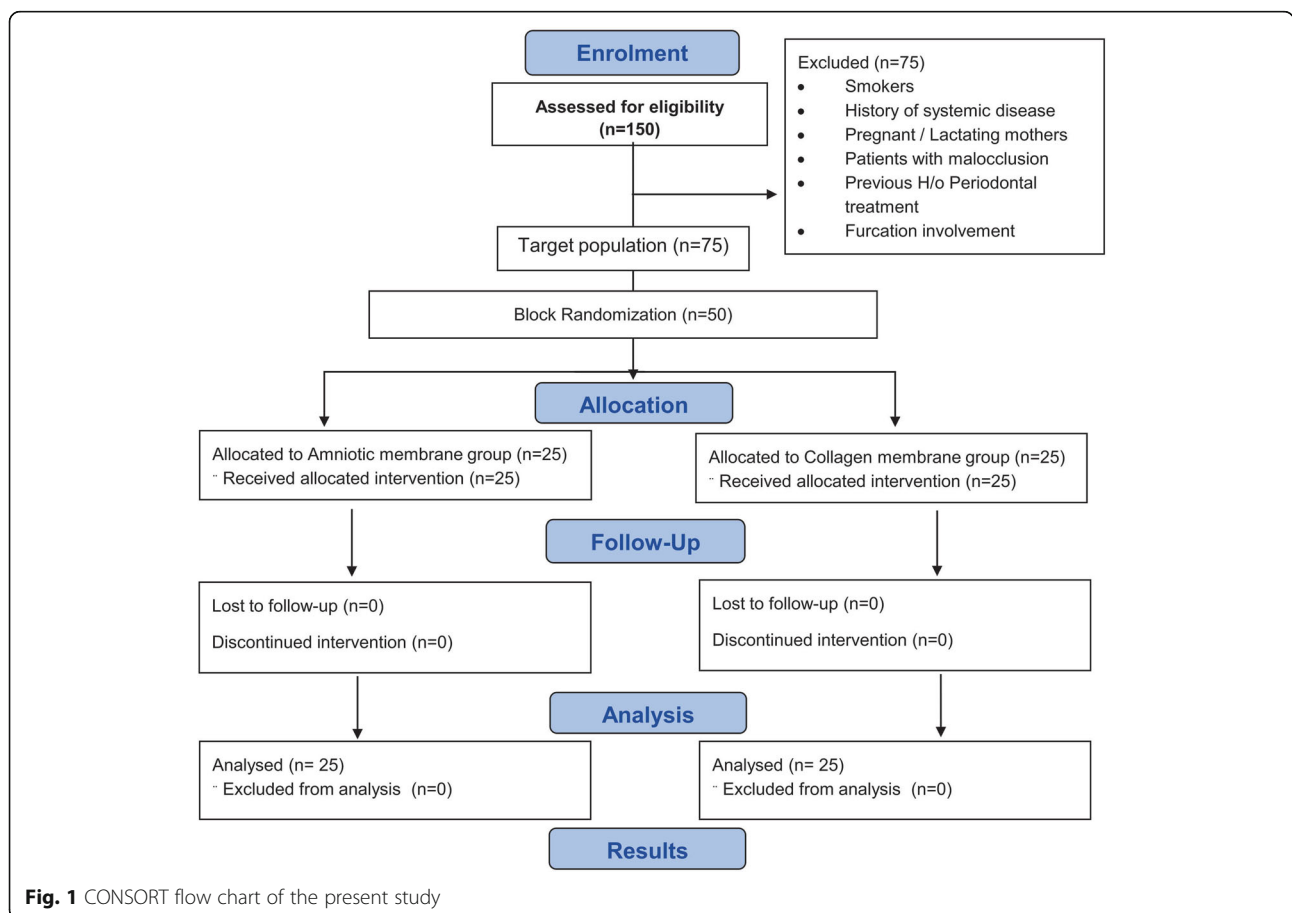 Enrolment
Assessed for eligibility
(n=150)
Excluded (n=75)
• Smokers
• History of systemic disease
• Pregnant / Lactating mothers
• Patients with malocclusion
• Previous H/o Periodontal
treatment
• Furcation involvement
Target population (n=75)
Block Randomization (n=50)
Allocation
Allocated to Amniotic membrane group (n=25)
¨ Received allocated intervention (n=25)
Allocated to Collagen membrane group (n=25)
¨ Received allocated intervention (n=25)
Follow-Up
Lost to follow-up (n=0)
Discontinued intervention (n=0)
Lost to follow-up (n=0)
Discontinued intervention (n=0)
Analysis
Analysed (n= 25)
¨ Excluded from analysis (n=0)
Analysed (n= 25)
¨ Excluded from analysis (n=0)
Results
Fig. 1 CONSORT flow chart of the present study